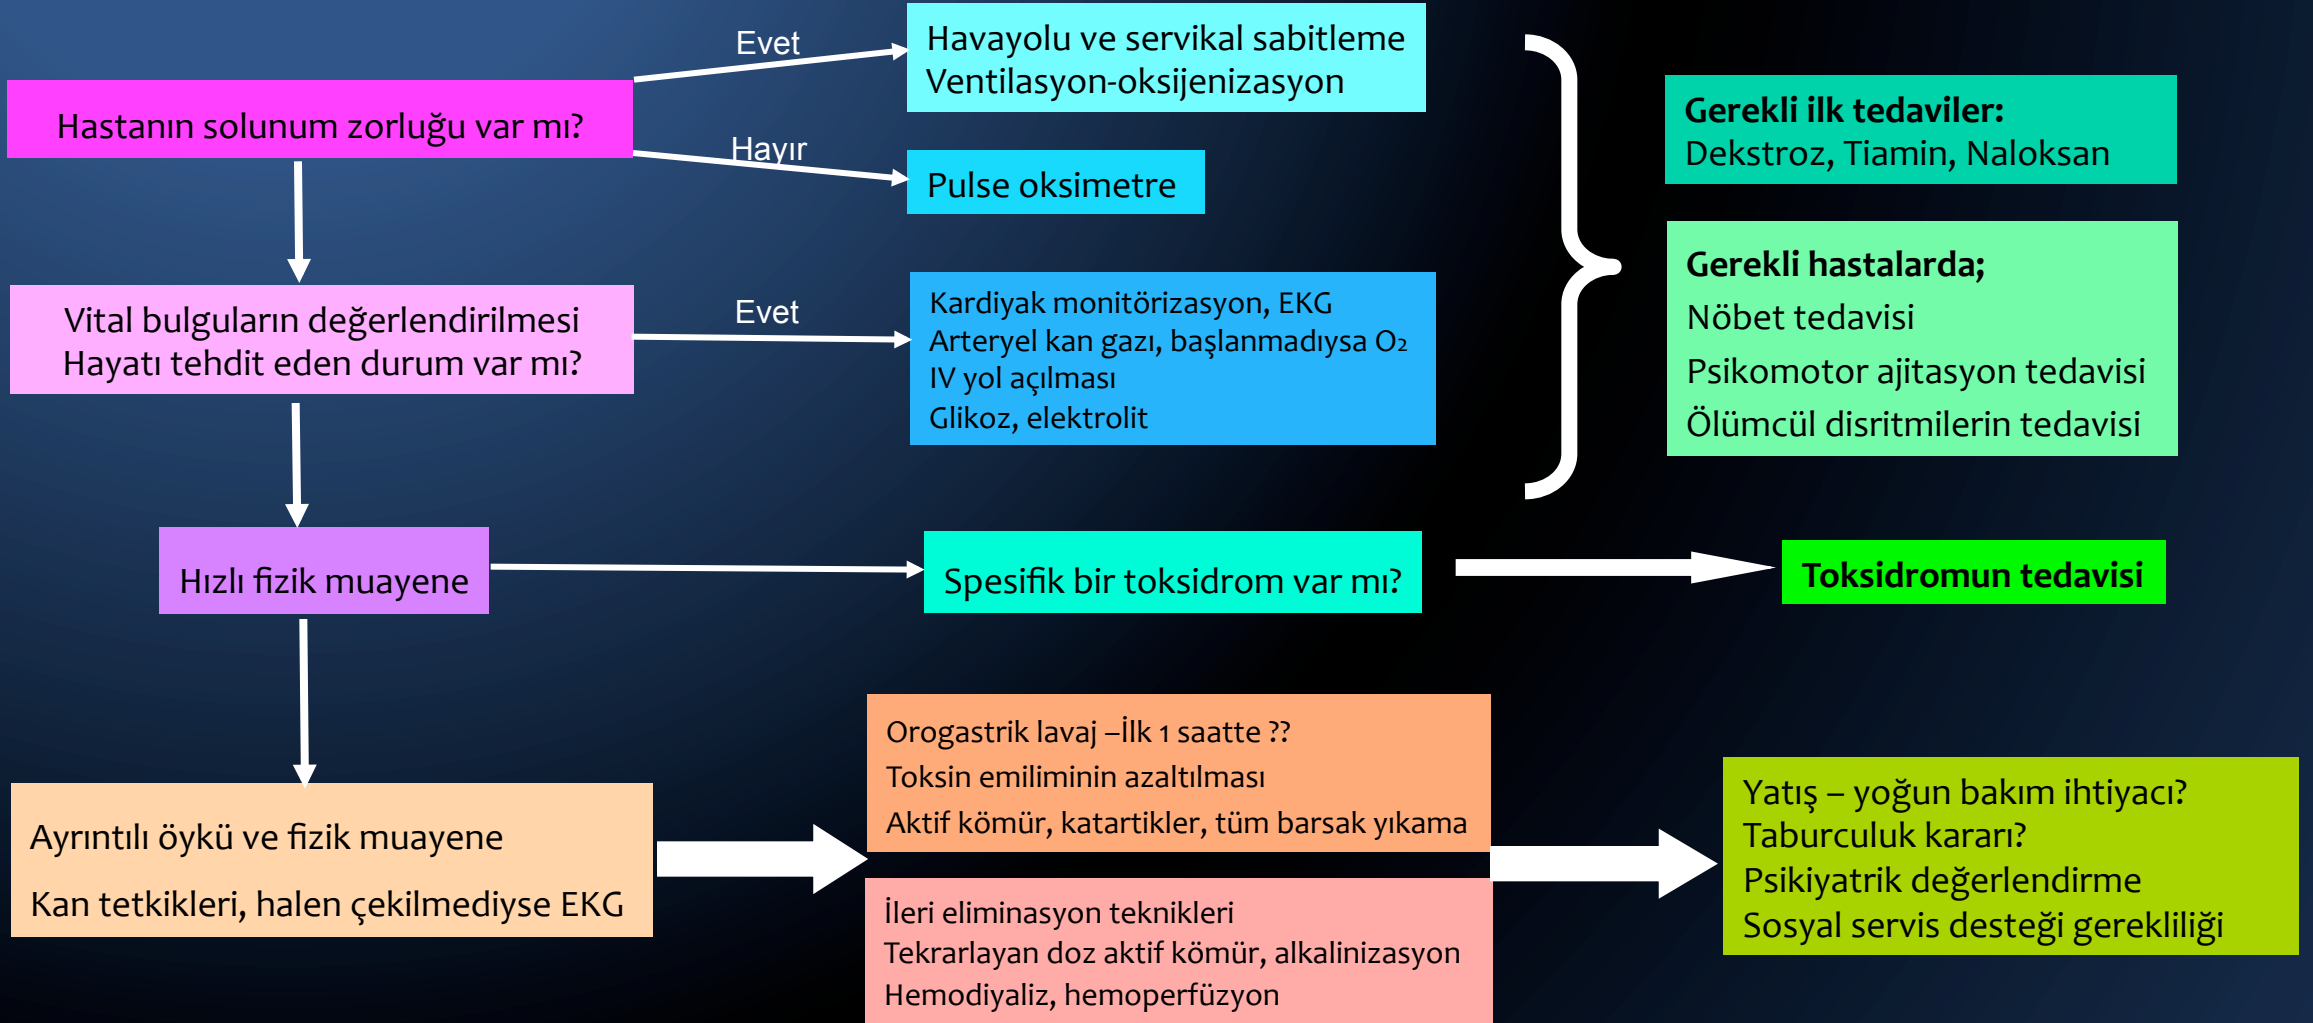 Evet
Havayolu ve servikal sabitleme
Ventilasyon-oksijenizasyon
Hastanın solunum zorluğu var mı?
Hayır
Pulse oksimetre
Gerekli ilk tedaviler:
Dekstroz, Tiamin, Naloksan
Vital bulguların değerlendirilmesi
Hayatı tehdit eden durum var mı?
Evet
Kardiyak monitörizasyon, EKG
Arteryel kan gazı, başlanmadıysa O₂
IV yol açılması
Glikoz, elektrolit
Gerekli hastalarda;
Nöbet tedavisi
Psikomotor ajitasyon tedavisi
Ölümcül disritmilerin tedavisi
Hızlı fizik muayene
Spesifik bir toksidrom var mı?
Toksidromun tedavisi
Ayrıntılı öykü ve fizik muayene
Kan tetkikleri, halen çekilmediyse EKG
Orogastrik lavaj –İlk 1 saatte ??
Toksin emiliminin azaltılması
Aktif kömür, katartikler, tüm barsak yıkama
İleri eliminasyon teknikleri
Tekrarlayan doz aktif kömür, alkalinizasyon
Hemodiyaliz, hemoperfüzyon
Yatış – yoğun bakım ihtiyacı?
Taburculuk kararı?
Psikiyatrik değerlendirme
Sosyal servis desteği gerekliliği